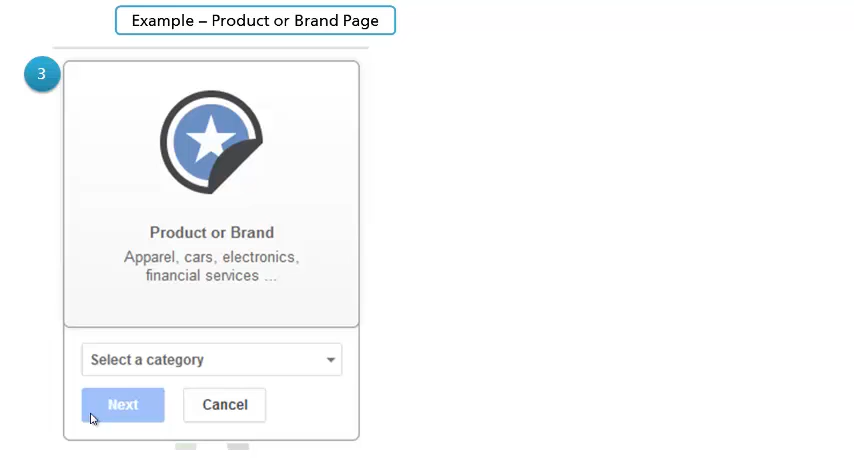 Example – Product or Brand Page
3
Product or Brand
Apparel, cars, electronics,
financial services ...
Select a category
Next
Cancel